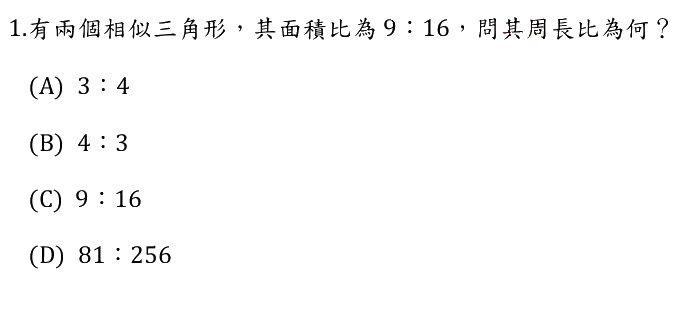 1.有兩個相似三角形，其面積比為 9：16，問其周長比為何？
(A) 3：4
(B) 4：3
(C) 9：16
(D) 81：256